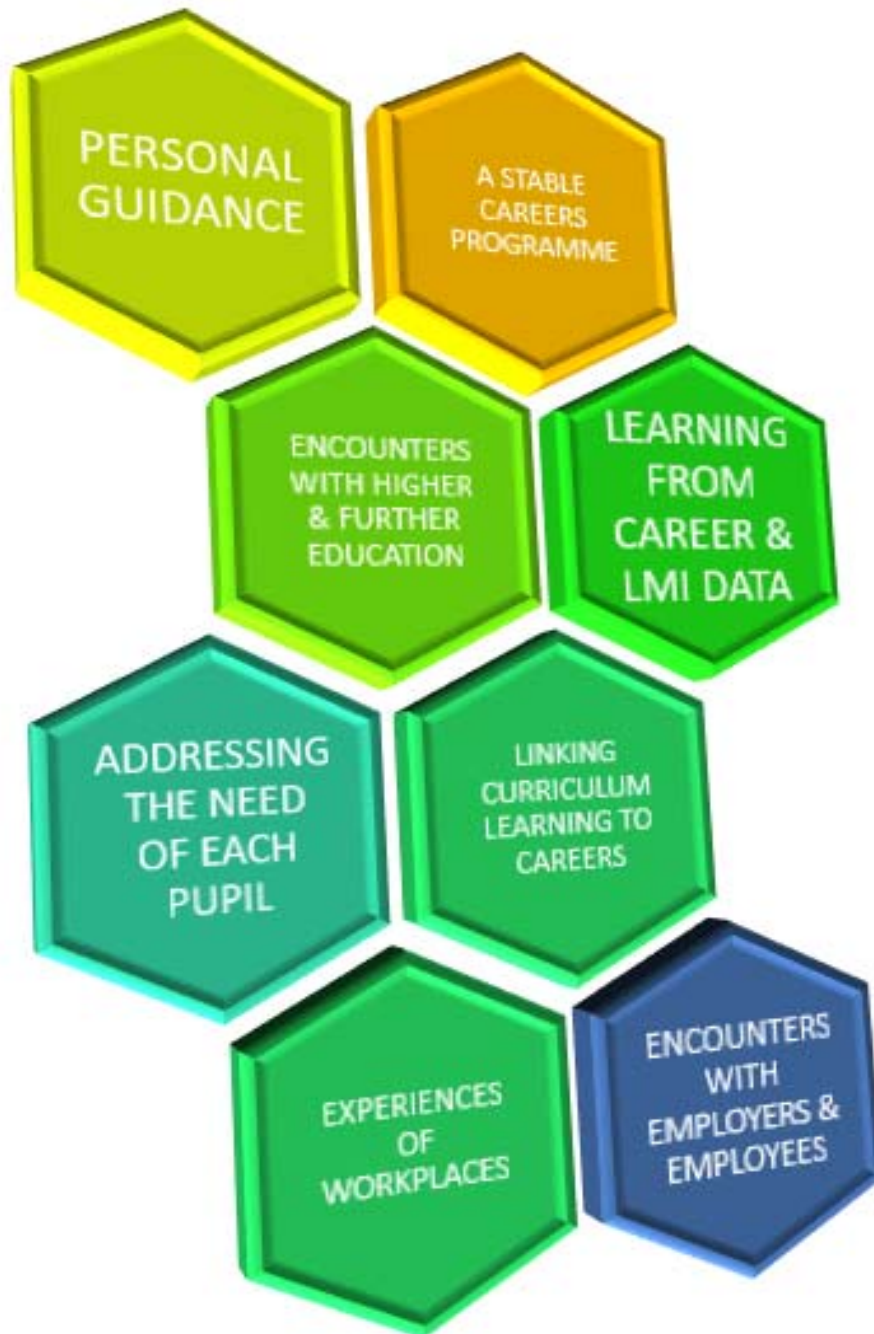 PERSONAL
GUIDANCE
A STABLE
CAREERS
PROGRAMME
ENCOUNTERS
WITH HIGHER
& FURTHER
EDUCATION
LEARNING
FROM
CAREER &
LMI DATA
ADDRESSING
THE NEED
OF EACH
PUPIL
LINKING
CURRICULUM
LEARNING TO
CAREERS
EXPERIENCES
OF
WORKPLACES
ENCOUNTERS
WITH
EMPLOYERS &
EMPLOYEES